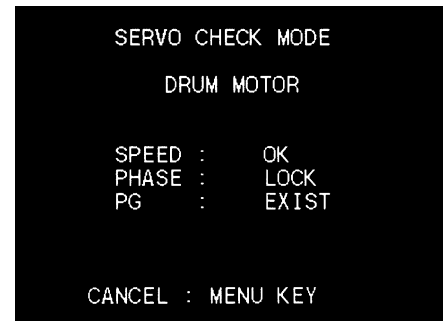 SERVO CHECK MODE
DRUM MOTOR
SPEED : OK
PHASE : LOCK
PG : EXIST
CANCEL : MENU KEY